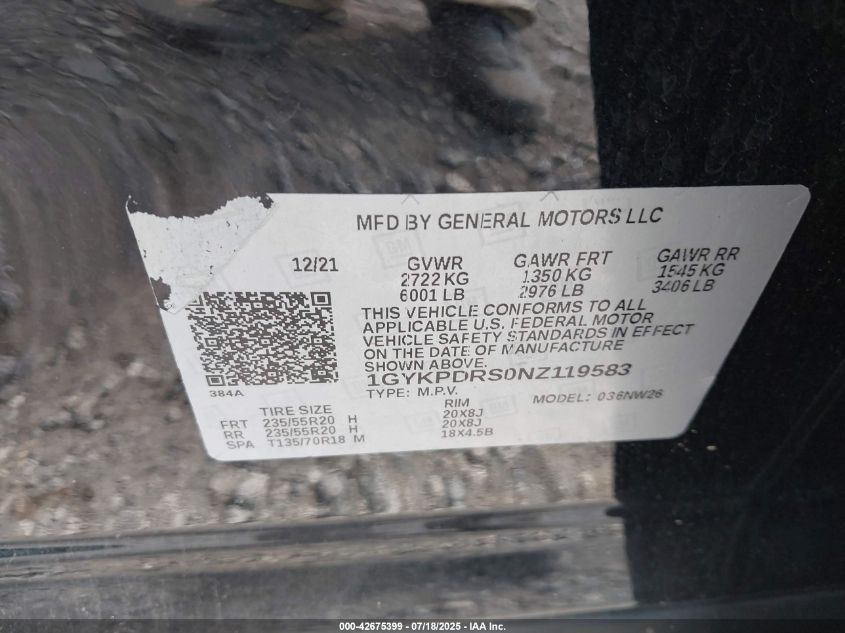 MFD BY GENERAL MOTORS LLC
12/21 GVWR GAWR FRT GAWR RR
2722 KG 1350 KG 1545 KG
6001 LB 2976 LB 3406 LB
THIS VEHICLE CONFORMS TO ALL
APPLICABLE U.S. FEDERAL MOTOR
VEHICLE SAFETY STANDARDS IN EFFECT
ON THE DATE OF MANUFACTURE
SHOWN ABOVE.
1GYKPDRS0NZ119583
384A TYPE: M.P.V. MODEL: 036NW26
TIRE SIZE RIM
FRT 235/55R20 H 20X8J
RR 235/55R20 H 20X8J
SPA T135/70R18 M 18X4.5B
000-42675399 - 07/18/2025 - IAA Inc.